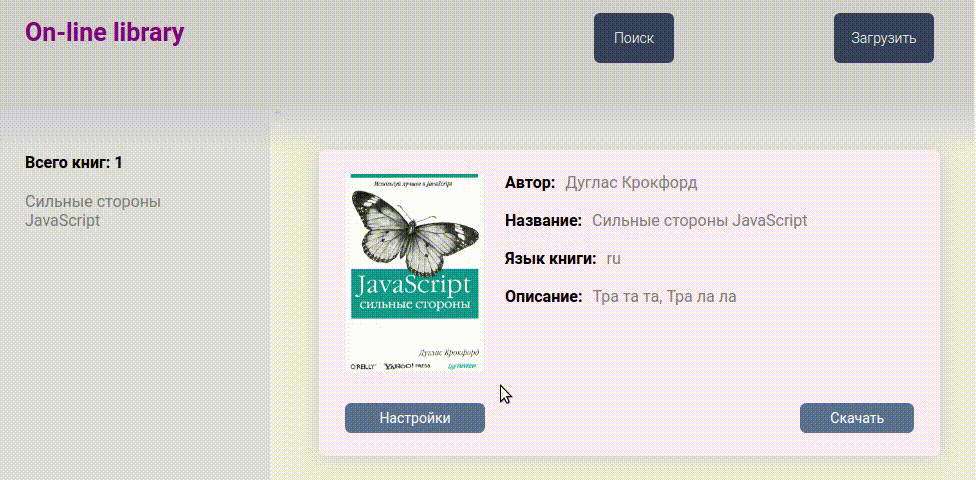 On-line library
Поиск
Загрузить
Всего книг: 1
Сильные стороны
JavaScript
Используй лучшее в JavaScript
JavaScript
сильные стороны
Дуглас Крокфорд
O'REILLY
YAHOO! PRESS
ПИТЕР
Автор: Дуглас Крокфорд
Название: Сильные стороны JavaScript
Язык книги: ru
Описание: Тра та та, Тра ла ла
Настройки
Скачать